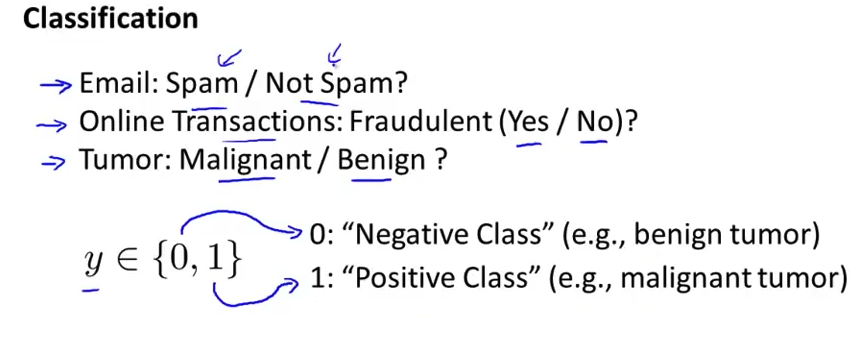 Classification
Email: Spam / Not Spam?
Online Transactions: Fraudulent (Yes / No)?
Tumor: Malignant / Benign ?
y ∈ {0, 1}
0: “Negative Class” (e.g., benign tumor)
1: “Positive Class” (e.g., malignant tumor)